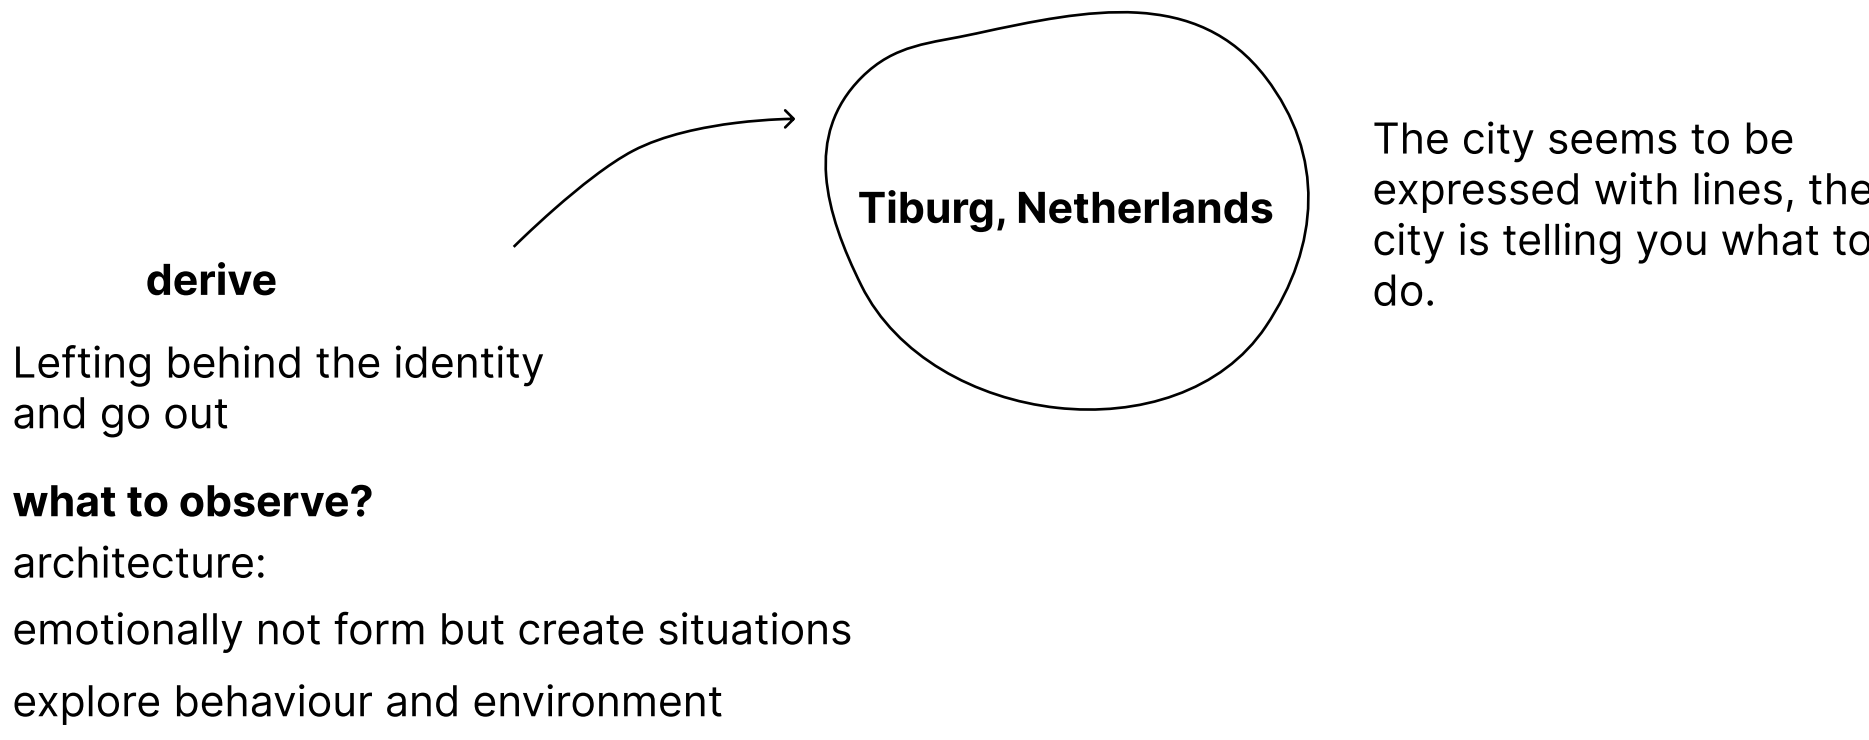 derive
Lefting behind the identity
and go out
what to observe?
architecture:
emotionally not form but create situations
explore behaviour and environment
Tiburg, Netherlands
The city seems to be
expressed with lines, the
city is telling you what to
do.